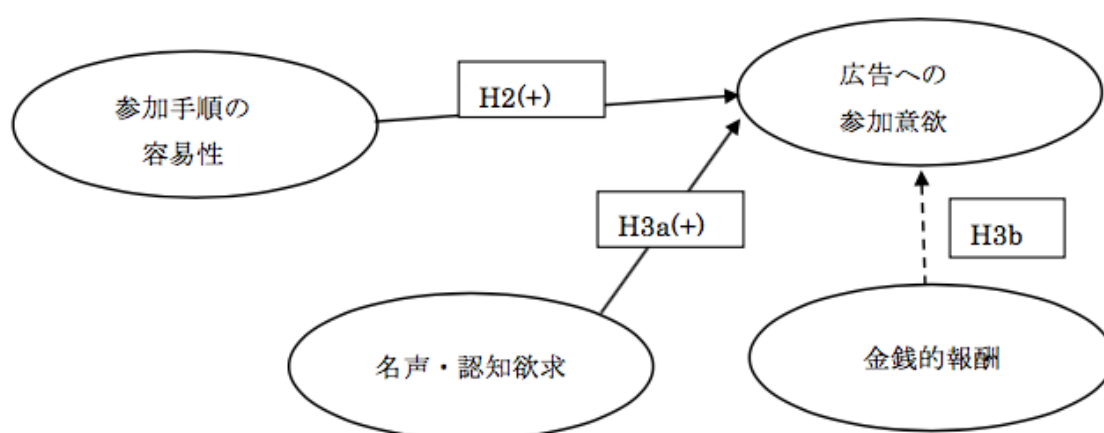 参加手順の
容易性
H2(+)
広告への
参加意欲
H3a(+)
H3b
名声・認知欲求
金銭的報酬